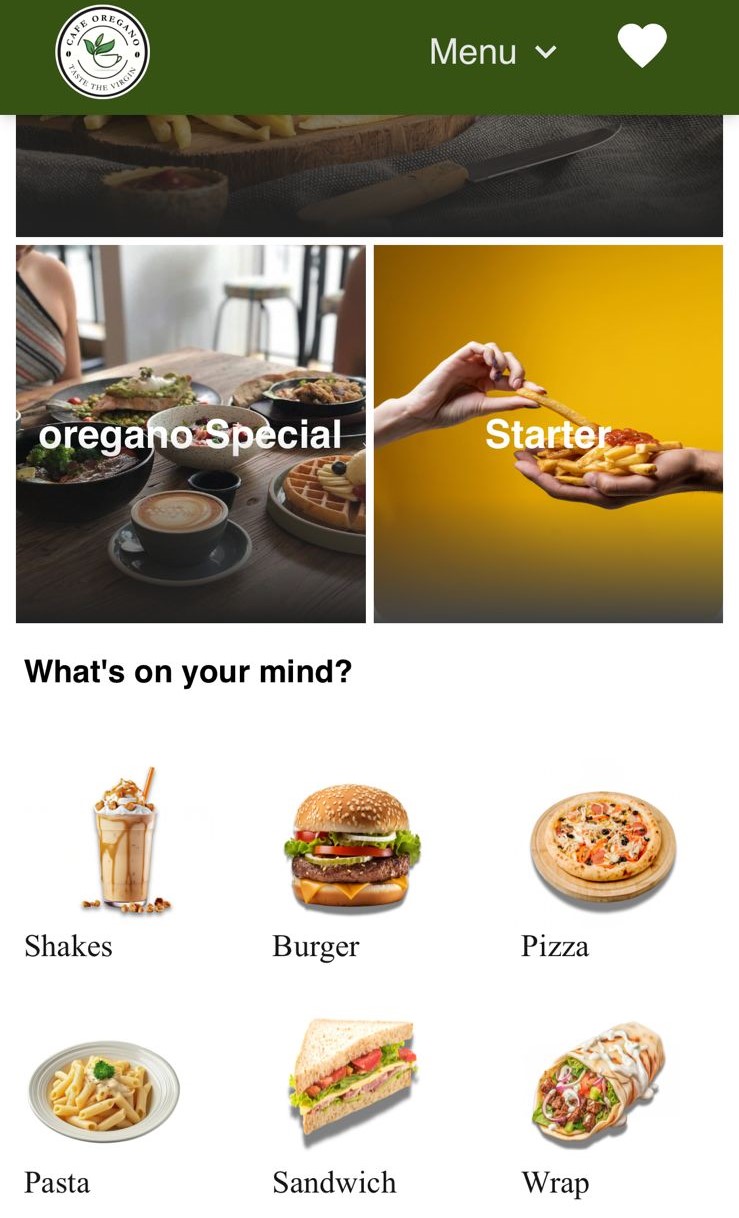 CAFE OREGANO
TASTE THE VIRGIN
Menu
oregano Special
Starter
What's on your mind?
Shakes
Burger
Pizza
Pasta
Sandwich
Wrap